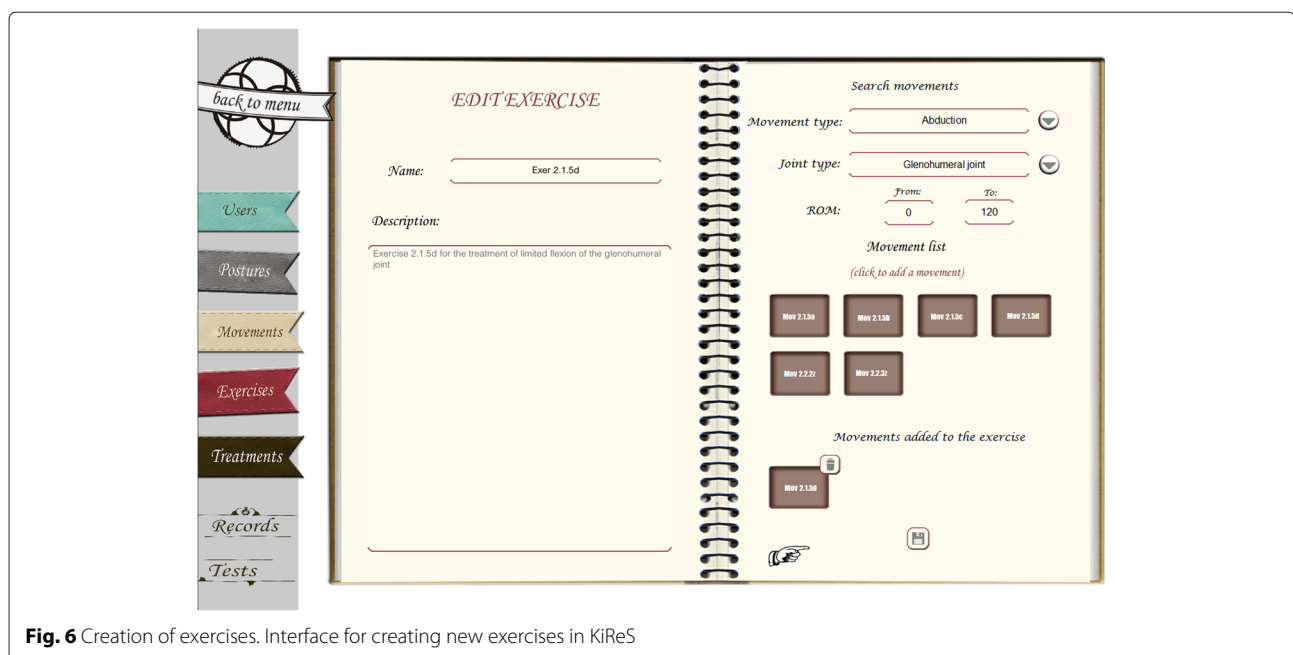 back to menu
Users
Postures
Movements
Exercises
Treatments
Records
Tests
EDIT EXERCISE
Name:
Exer 2.1.5d
Description:
Exercise 2.1.5d for the treatment of limited flexion of the glenohumeral
joint
Search movements
Movement type:
Abduction
Joint type:
Glenohumeral joint
From:
To:
ROM:
0
120
Movement list
(click to add a movement)
Mov 2.1.5a
Mov 2.1.5b
Mov 2.1.5c
Mov 2.1.5d
Mov 2.2.2z
Mov 2.2.3z
Movements added to the exercise
Mov 2.1.5d
Fig. 6 Creation of exercises. Interface for creating new exercises in KiReS